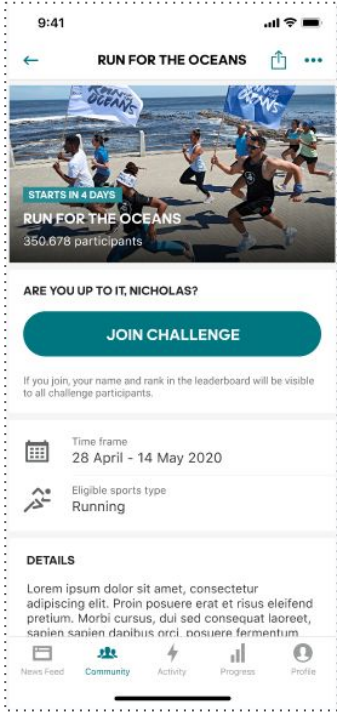 9:41
RUN FOR THE OCEANS
RUN FOR THE
OCEANS
STARTS IN 4 DAYS
RUN FOR THE OCEANS
350.678 participants
ARE YOU UP TO IT, NICHOLAS?
JOIN CHALLENGE
If you join, your name and rank in the leaderboard will be visible
to all challenge participants.
Time frame
28 April - 14 May 2020
Eligible sports type
Running
DETAILS
Lorem ipsum dolor sit amet, consectetur
adipiscing elit. Proin posuere erat et risus eleifend
pretium. Morbi cursus, dui sed consequat laoreet,
sapien sapien dapibus orci, posuere fermentum
News Feed
Community
Activity
Progress
Profile